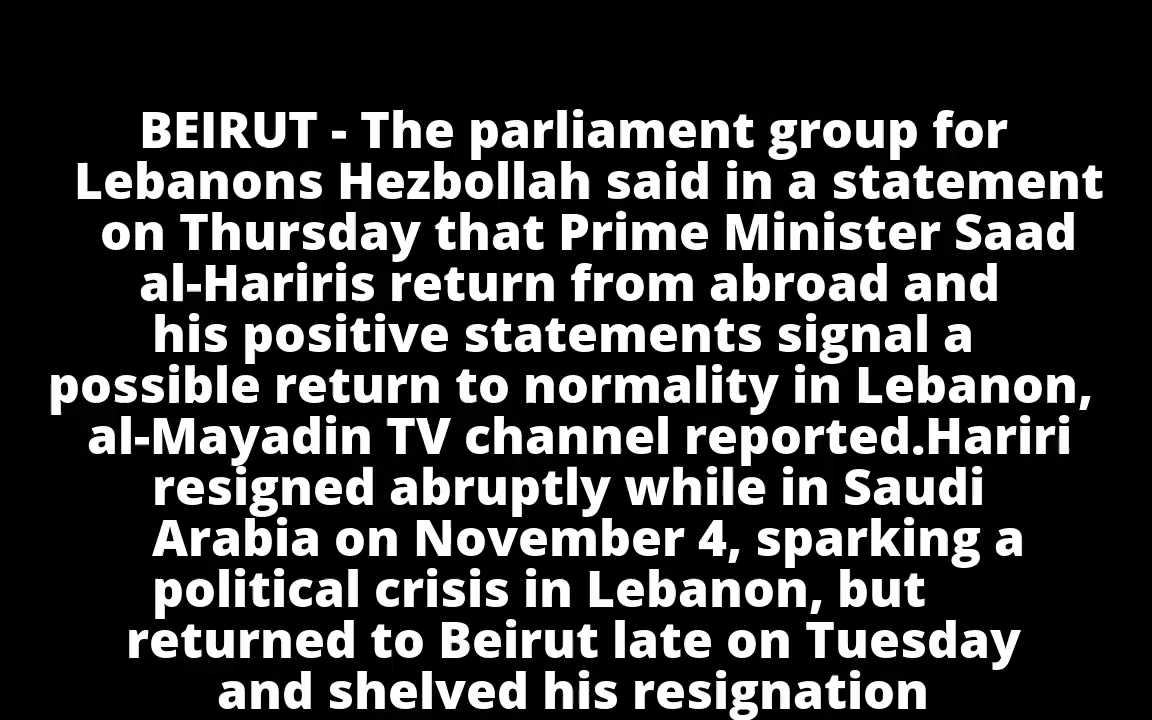 BEIRUT - The parliament group for
Lebanons Hezbollah said in a statement
on Thursday that Prime Minister Saad
al-Hariris return from abroad and
his positive statements signal a
possible return to normality in Lebanon,
al-Mayadin TV channel reported.Hariri
resigned abruptly while in Saudi
Arabia on November 4, sparking a
political crisis in Lebanon, but
returned to Beirut late on Tuesday
and shelved his resignation